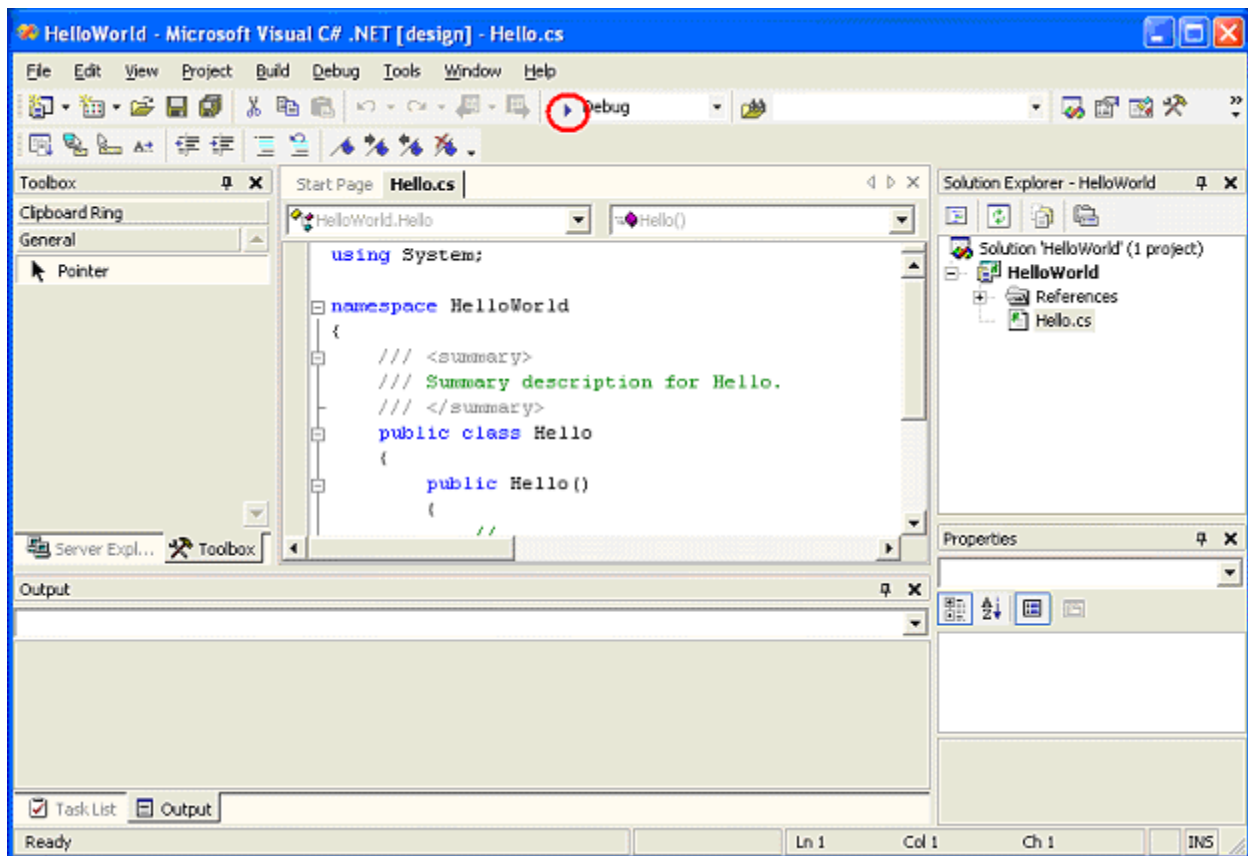 HelloWorld - Microsoft Visual C# .NET [design] - Hello.cs
File Edit View Project Build Debug Tools Window Help
Debug
Toolbox
Clipboard Ring
General
Pointer
Server Expl... Toolbox
Start Page Hello.cs
HelloWorld.Hello Hello()
using System;
namespace HelloWorld
{
/// <summary>
/// Summary description for Hello.
/// </summary>
public class Hello
{
public Hello()
{
//
Solution Explorer - HelloWorld
Solution 'HelloWorld' (1 project)
HelloWorld
References
Hello.cs
Properties
Output
Task List Output
Ready Ln 1 Col 1 Ch 1 INS